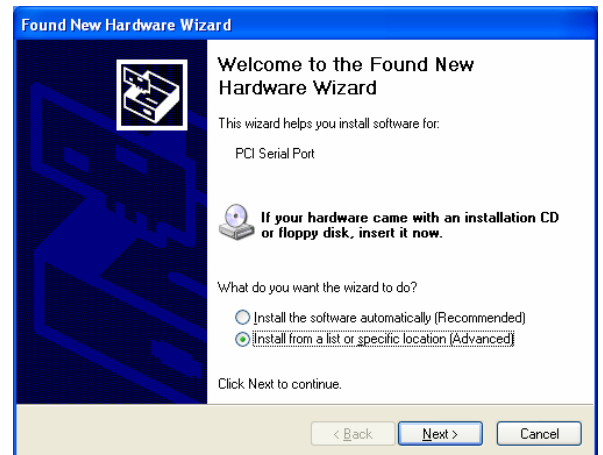 Found New Hardware Wizard
Welcome to the Found New
Hardware Wizard
This wizard helps you install software for:
PCI Serial Port
If your hardware came with an installation CD
or floppy disk, insert it now.
What do you want the wizard to do?
Install the software automatically (Recommended)
Install from a list or specific location (Advanced)
Click Next to continue.
< Back Next > Cancel